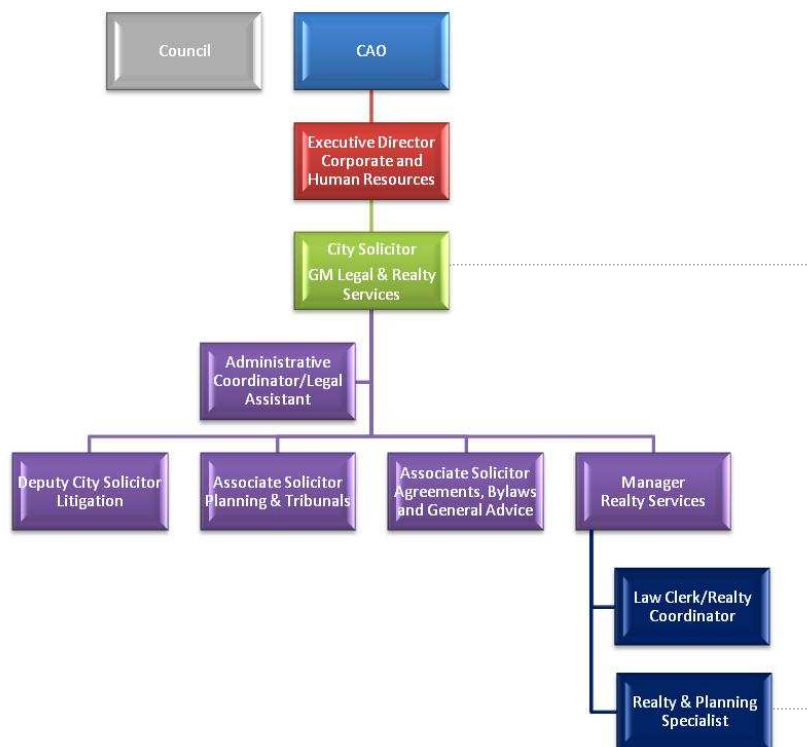 Council
CAO
Executive Director
Corporate and
Human Resources
City Solicitor
GM Legal & Realty
Services
Administrative
Coordinator/Legal
Assistant
Deputy City Solicitor
Litigation
Associate Solicitor
Planning & Tribunals
Associate Solicitor
Agreements, Bylaws
and General Advice
Manager
Realty Services
Law Clerk/Realty
Coordinator
Realty & Planning
Specialist